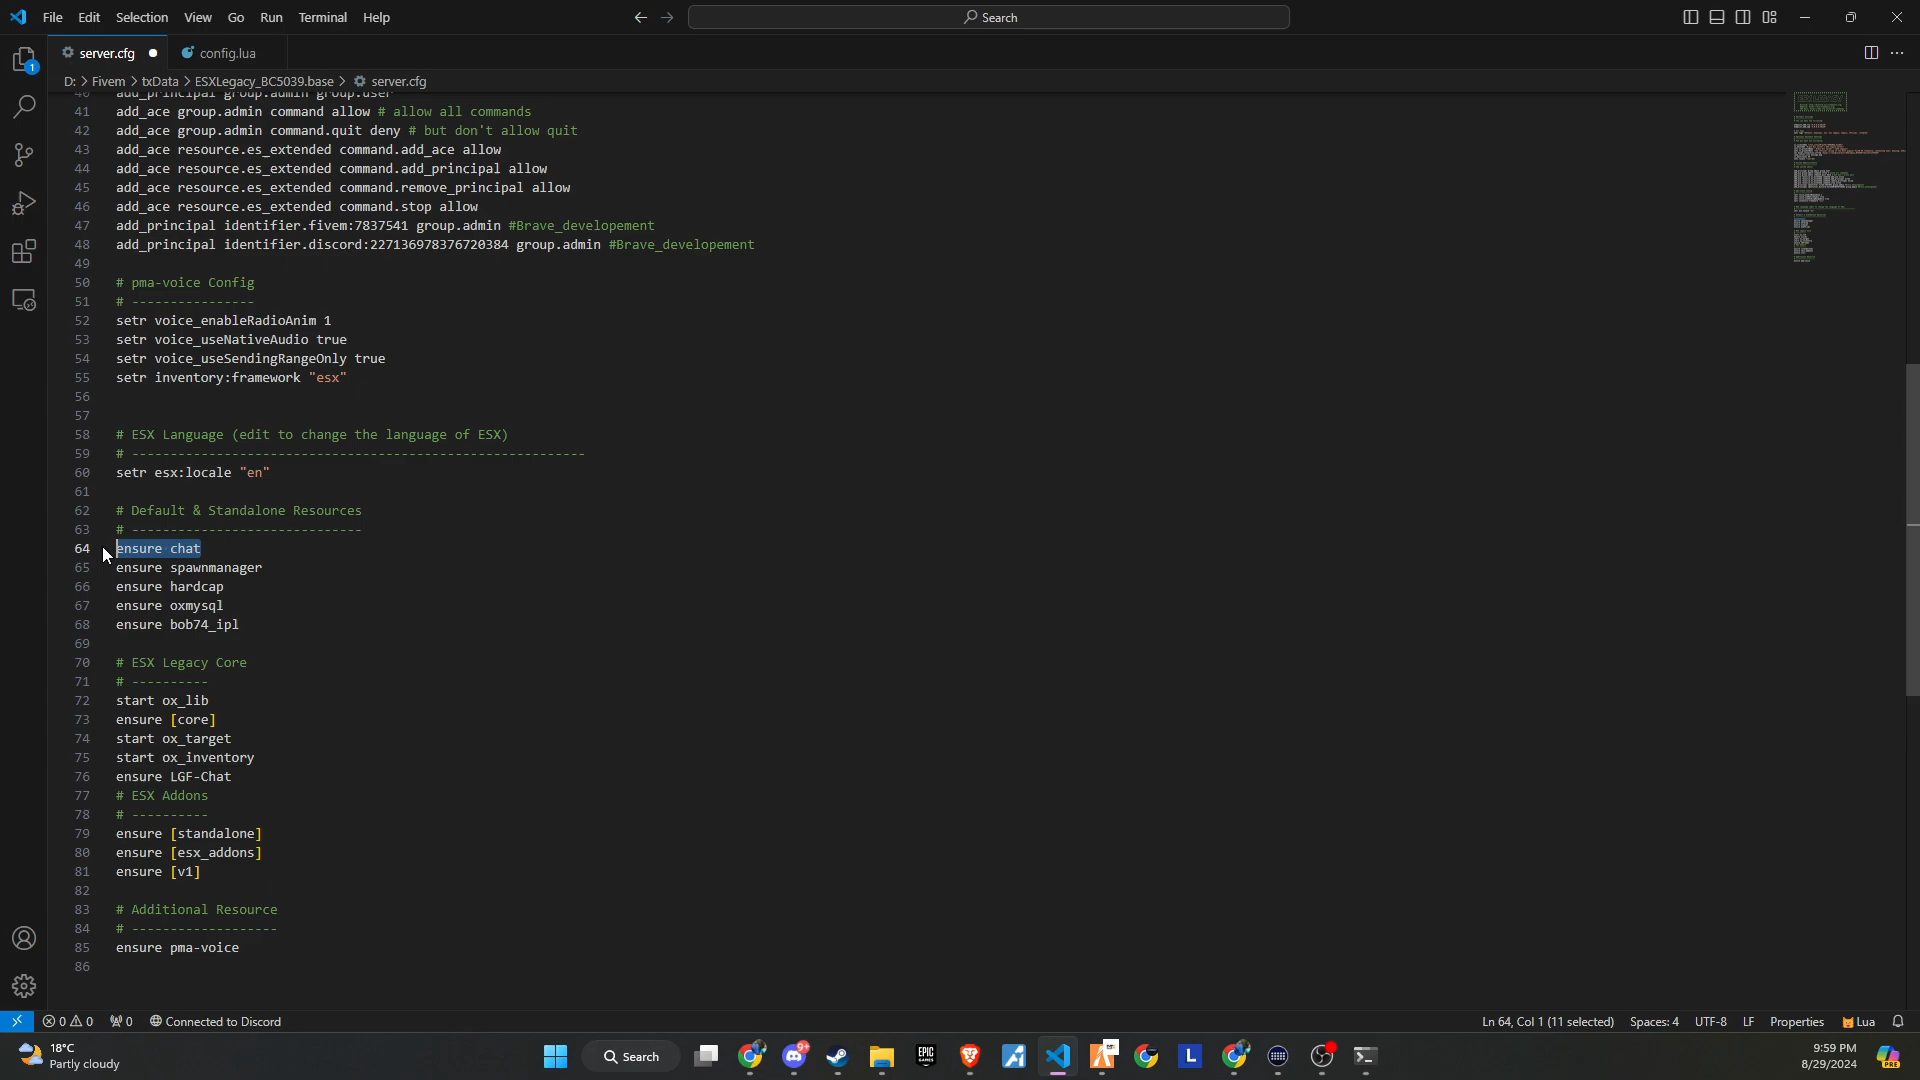 File Edit Selection View Go Run Terminal Help
Search
server.cfg
config.lua
D: > Fivem > txData > ESXLegacy_BC5039.base > server.cfg
40 add_principal group.admin group.user
41 add_ace group.admin command allow # allow all commands
42 add_ace group.admin command.quit deny # but don't allow quit
43 add_ace resource.es_extended command.add_ace allow
44 add_ace resource.es_extended command.add_principal allow
45 add_ace resource.es_extended command.remove_principal allow
46 add_ace resource.es_extended command.stop allow
47 add_principal identifier.fivem:7837541 group.admin #Brave_developement
48 add_principal identifier.discord:227136978376720384 group.admin #Brave_developement
49
50 # pma-voice Config
51 # ----------------
52 setr voice_enableRadioAnim 1
53 setr voice_useNativeAudio true
54 setr voice_useSendingRangeOnly true
55 setr inventory:framework "esx"
56
57
58 # ESX Language (edit to change the language of ESX)
59 # -----------------------------------------------------------
60 setr esx:locale "en"
61
62 # Default & Standalone Resources
63 # ------------------------------
64 ensure chat
65 ensure spawnmanager
66 ensure hardcap
67 ensure oxmysql
68 ensure bob74_ipl
69
70 # ESX Legacy Core
71 # ----------
72 start ox_lib
73 ensure [core]
74 start ox_target
75 start ox_inventory
76 ensure LGF-Chat
77 # ESX Addons
78 # ----------
79 ensure [standalone]
80 ensure [esx_addons]
81 ensure [v1]
82
83 # Additional Resource
84 # -------------------
85 ensure pma-voice
86
1
0 0 0 Connected to Discord
Ln 64, Col 1 (11 selected) Spaces: 4 UTF-8 LF Properties Lua
18°C
Partly cloudy
Search
9+
EPIC GAMES
L
9:59 PM
8/29/2024
PRE